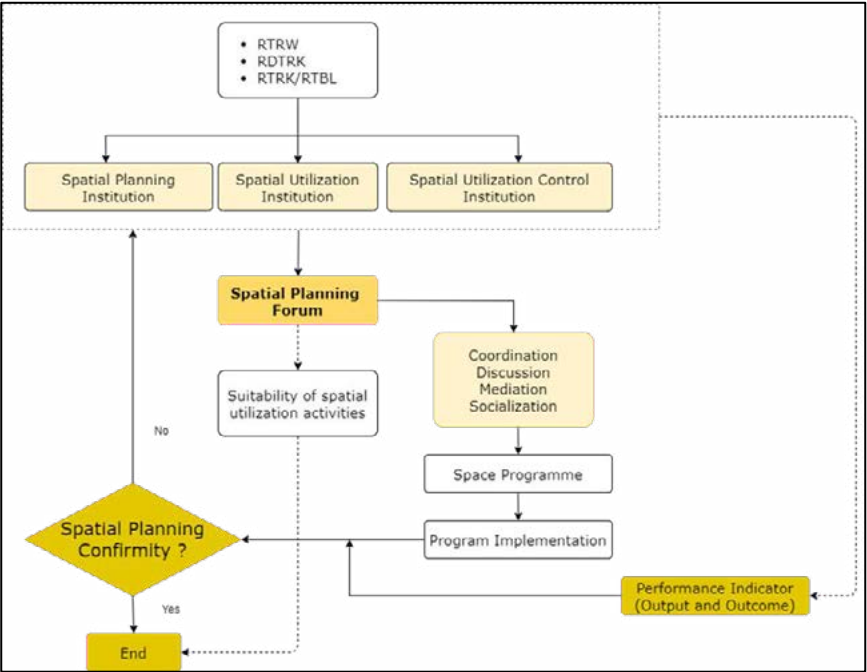 • RTRW
• RDTRK
• RTRK/RTBL
Spatial Planning
Institution
Spatial Utilization
Institution
Spatial Utilization Control
Institution
Spatial Planning
Forum
Coordination
Discussion
Mediation
Socialization
Suitability of spatial
utilization activities
No
Space Programme
Spatial Planning
Confirmity ?
Program Implementation
Performance Indicator
(Output and Outcome)
Yes
End